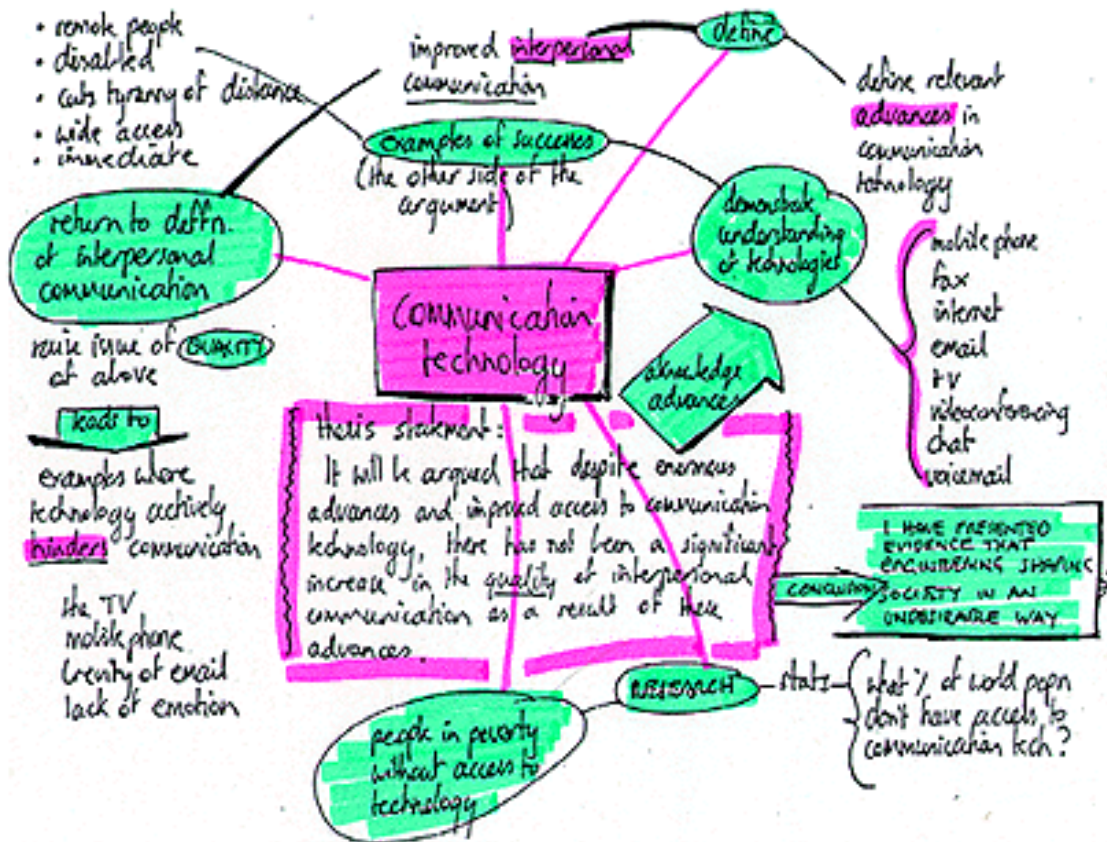 • remote people
• disabled
• cuts tyranny of distance
• wide access
• immediate
improved interpersonal
communication
define
define relevant
advances in
communication
technology
examples of successes
(the other side of the
argument)
demonstrate
understanding
of technologies
mobile phone
fax
internet
email
tv
videoconferencing
chat
voicemail
return to deffn.
of interpersonal
communication
raise issue of QUALITY
of above
leads to
examples where
technology actively
hinders communication
the TV
mobile phone
brevity of email
lack of emotion
communication
technology
aknowledge
advances
thesis statement:
It will be argued that despite enormous
advances and improved access to communication
technology, there has not been a significant
increase in the quality of interpersonal
communication as a result of these
advances.
CONCLUSION
I HAVE PRESENTED
EVIDENCE THAT
ENGINEERING SHAPING
SOCIETY IN AN
UNDESIRABLE WAY
RESEARCH
stats
what % of world popn
don't have access to
communication tech?
people in poverty
without access to
technology